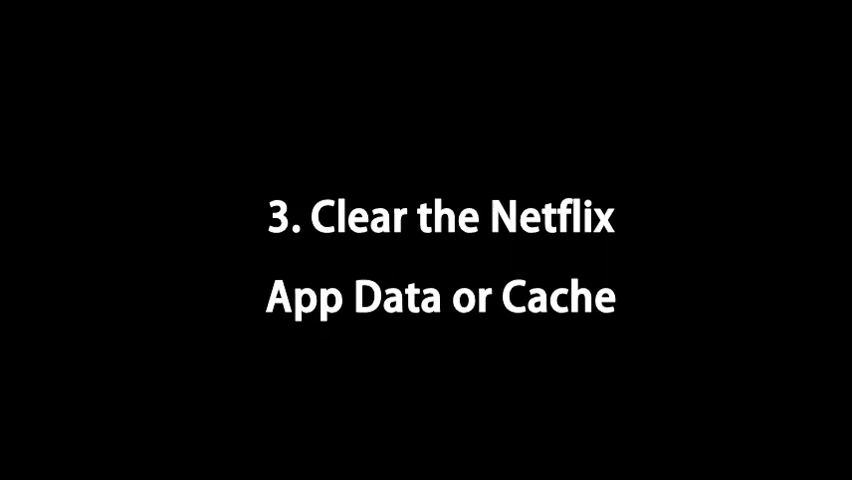 3. Clear the Netflix
App Data or Cache